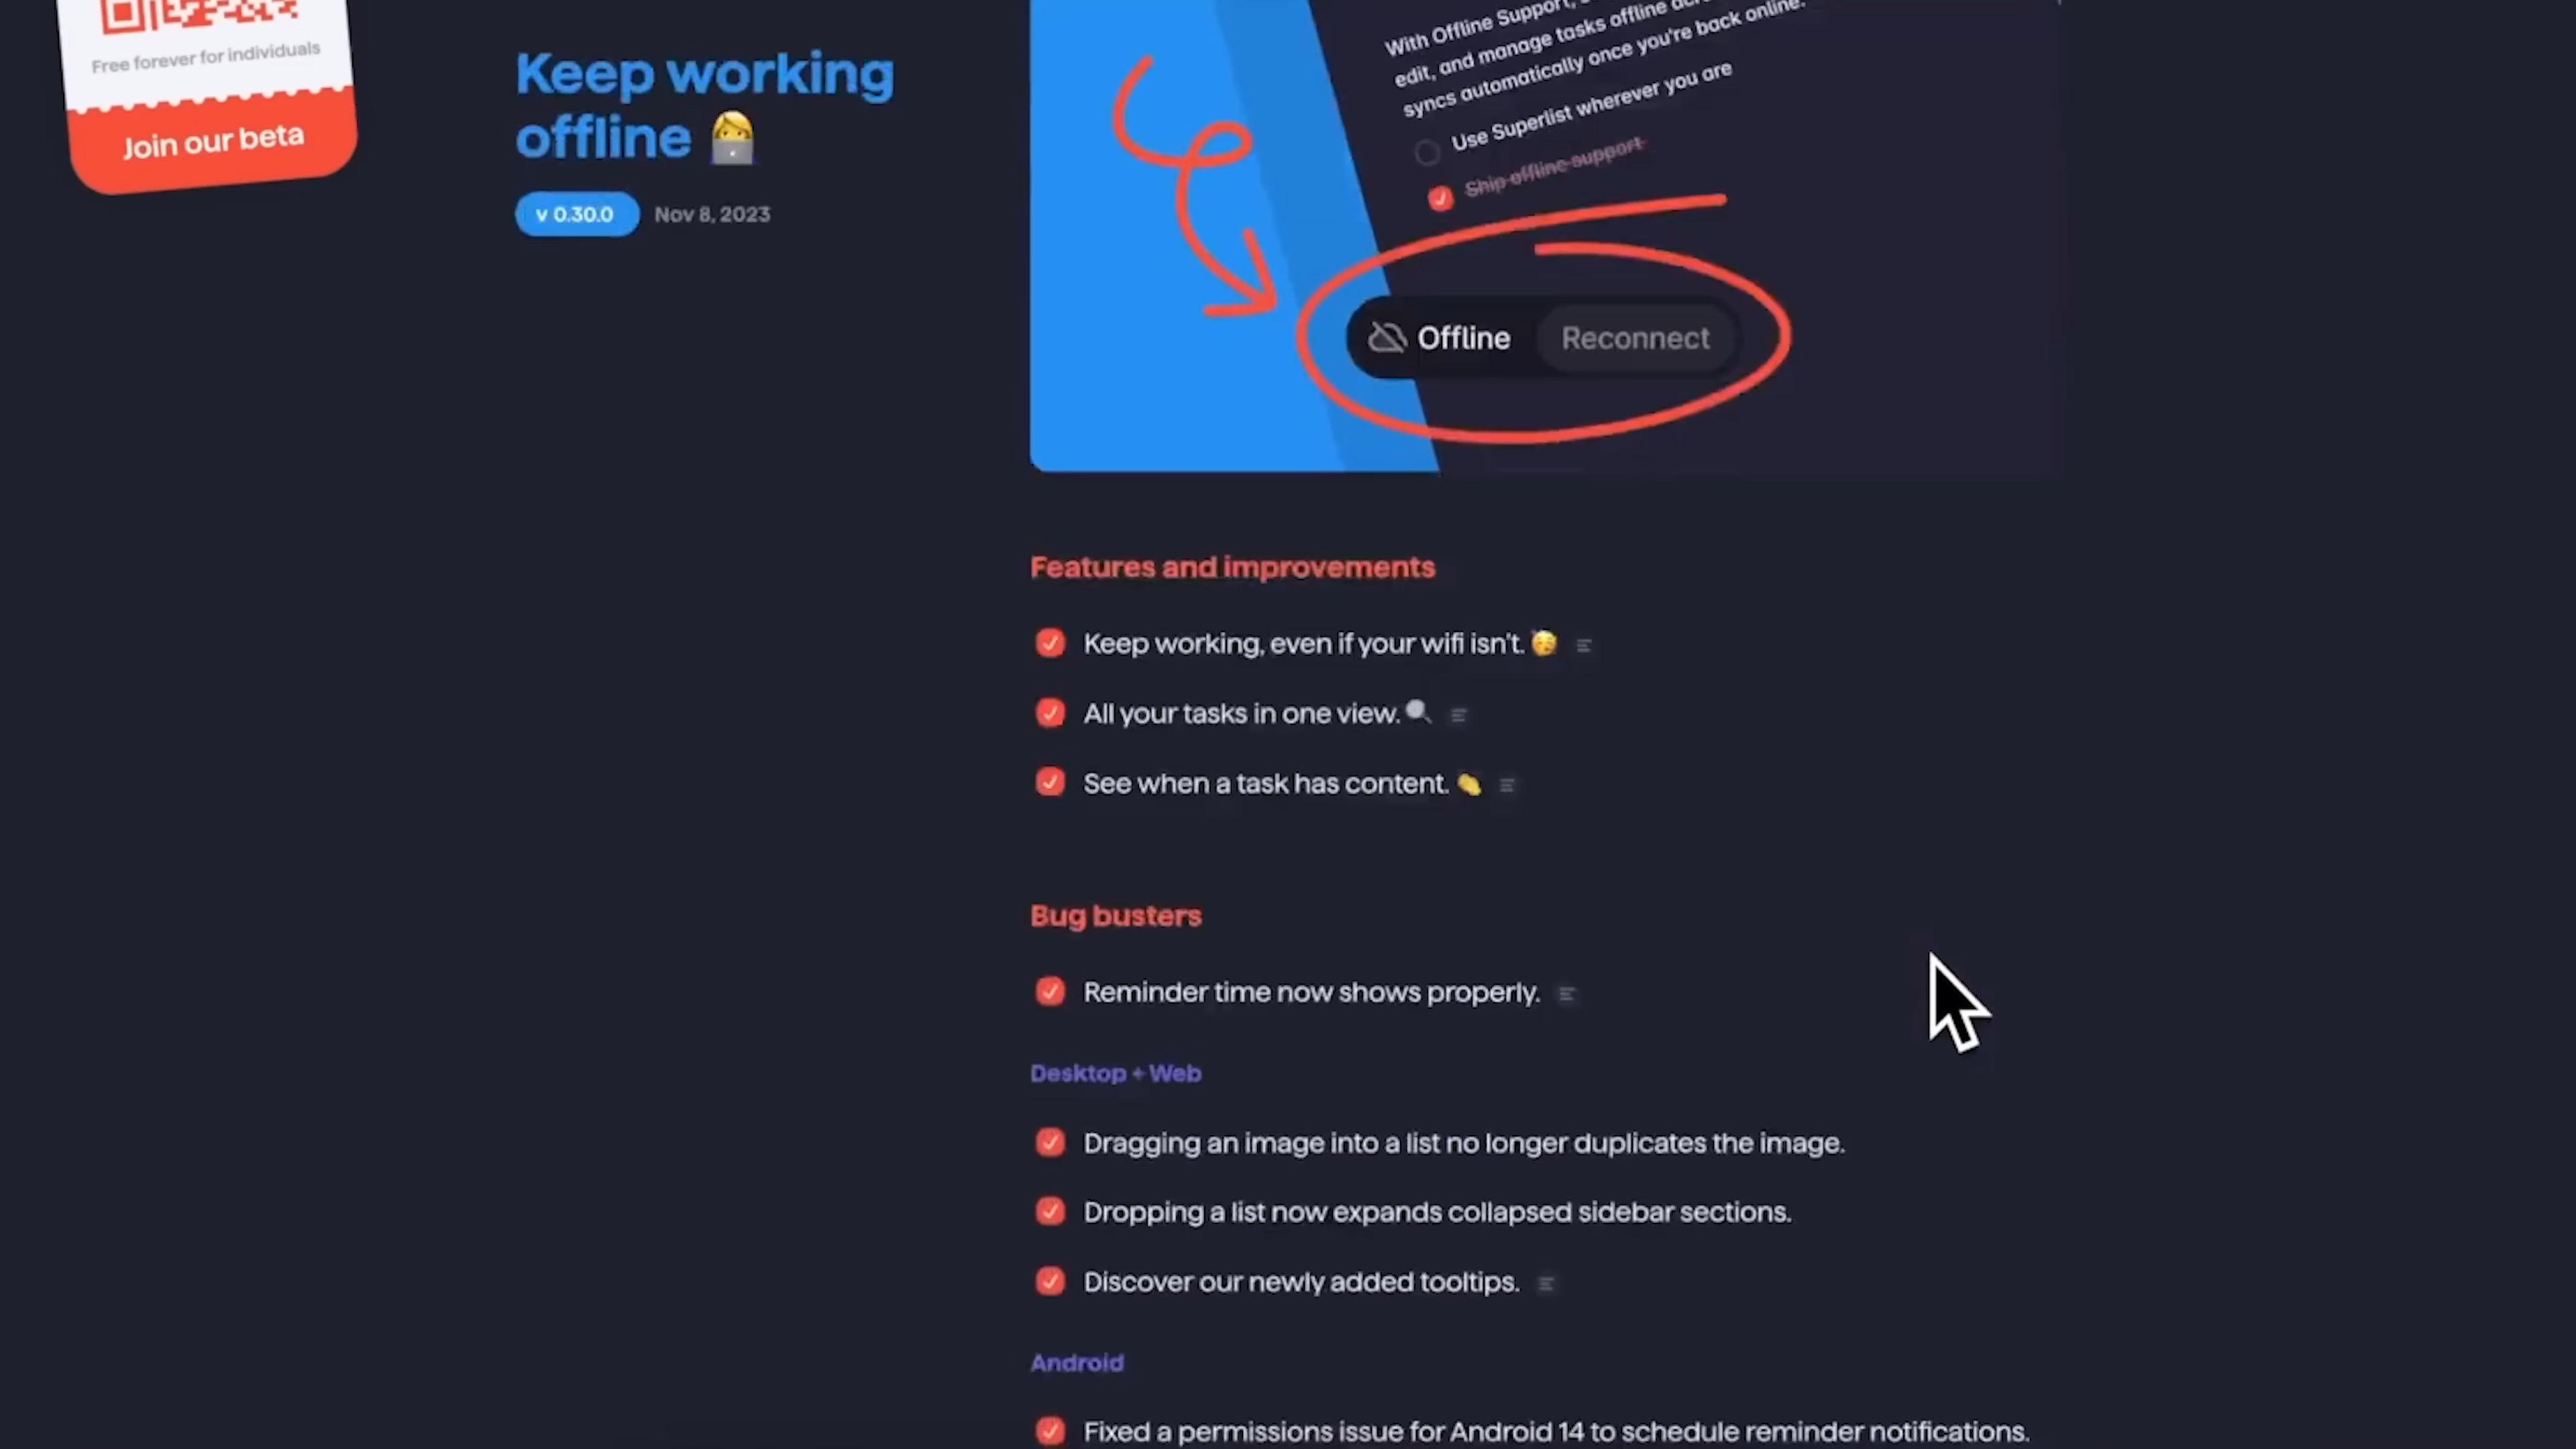 Free forever for individuals
Join our beta
Keep working
offline
v 0.30.0
Nov 8, 2023
With Offline Support,
edit, and manage tasks offline
syncs automatically once you're back online.
Use Superlist wherever you are
Ship offline support
Offline
Reconnect
Features and improvements
Keep working, even if your wifi isn't.
All your tasks in one view.
See when a task has content.
Bug busters
Reminder time now shows properly.
Desktop + Web
Dragging an image into a list no longer duplicates the image.
Dropping a list now expands collapsed sidebar sections.
Discover our newly added tooltips.
Android
Fixed a permissions issue for Android 14 to schedule reminder notifications.